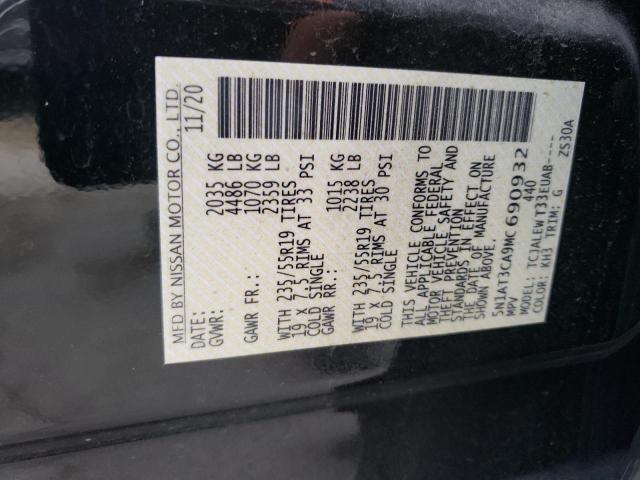 MFD BY NISSAN MOTOR CO., LTD.
DATE: 11/20
GVWR: 2035 KG
4486 LB
GAWR FR.: 1070 KG
2359 LB
WITH 235/55R19 TIRES
19 X 7.5 RIMS AT 33 PSI
COLD SINGLE
GAWR RR.: 1015 KG
2238 LB
WITH 235/55R19 TIRES
19 X 7.5 RIMS AT 30 PSI
COLD SINGLE
THIS VEHICLE CONFORMS TO
ALL APPLICABLE FEDERAL
MOTOR VEHICLE SAFETY AND
THEFT PREVENTION
STANDARDS IN EFFECT ON
THE DATE OF MANUFACTURE
SHOWN ABOVE.
5N1AT3CA9MC 690932
MPV 440
MODEL: TCJALEWT33EUAB----
COLOR: KH3 TRIM: G
ZS30A